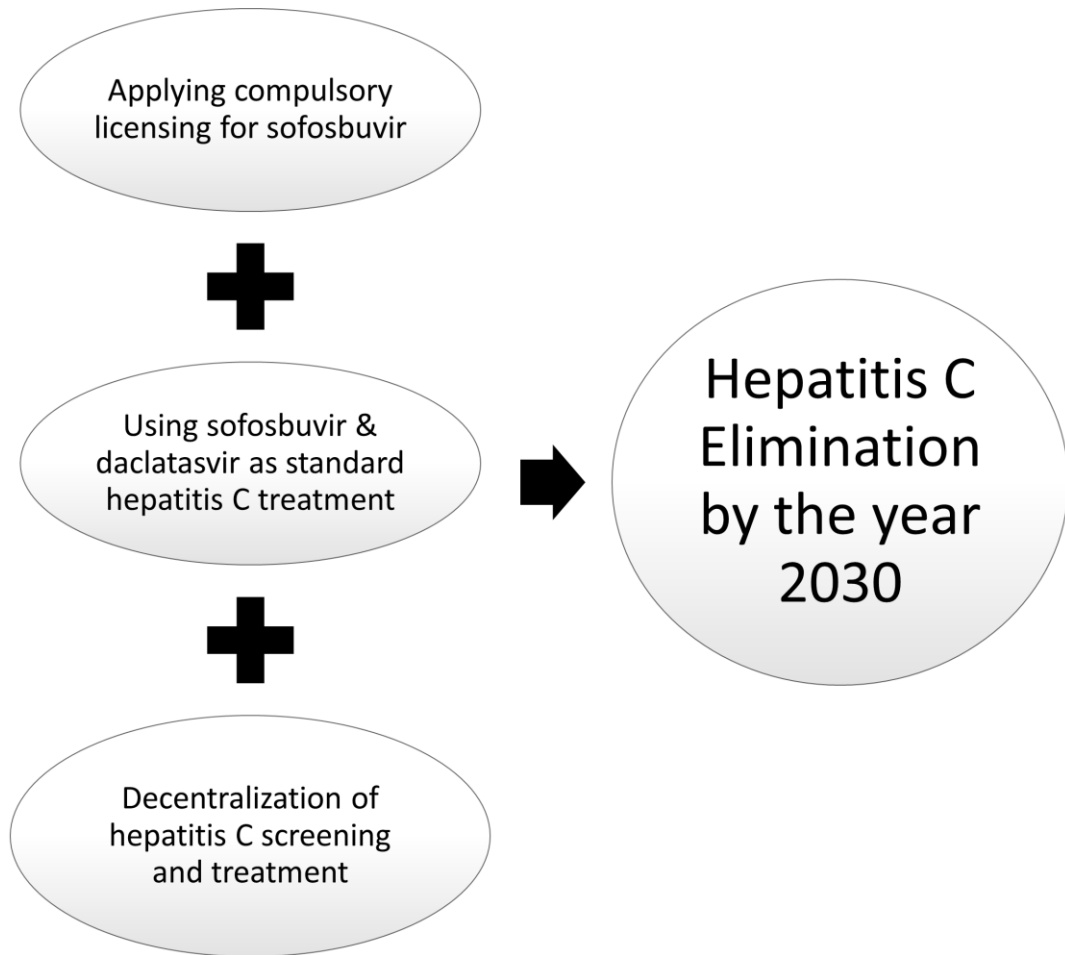 Applying compulsory
licensing for sofosbuvir
Using sofosbuvir &
daclatasvir as standard
hepatitis C treatment
Decentralization of
hepatitis C screening
and treatment
Hepatitis C
Elimination
by the year
2030